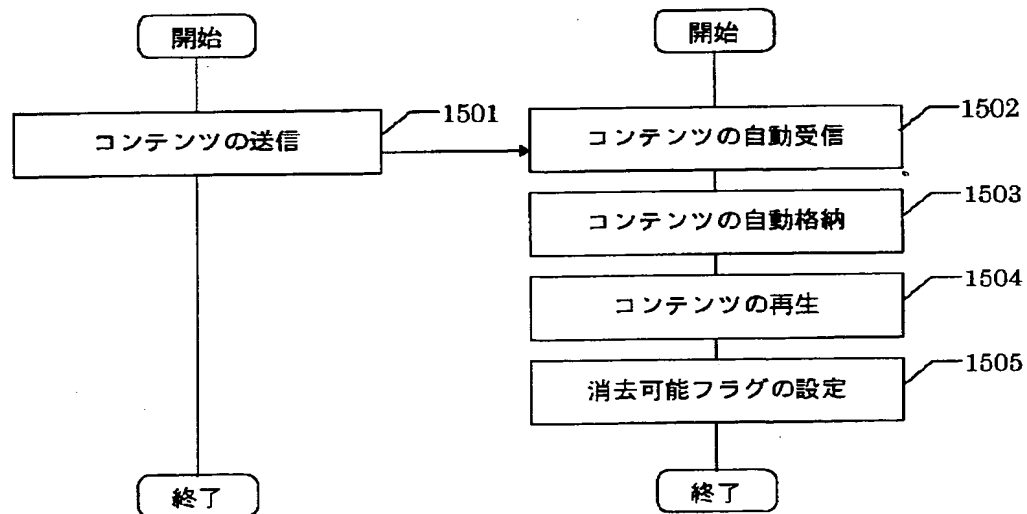 開始
コンテンツの送信
1501
終了
開始
コンテンツの自動受信
1502
コンテンツの自動格納
1503
コンテンツの再生
1504
消去可能フラグの設定
1505
終了